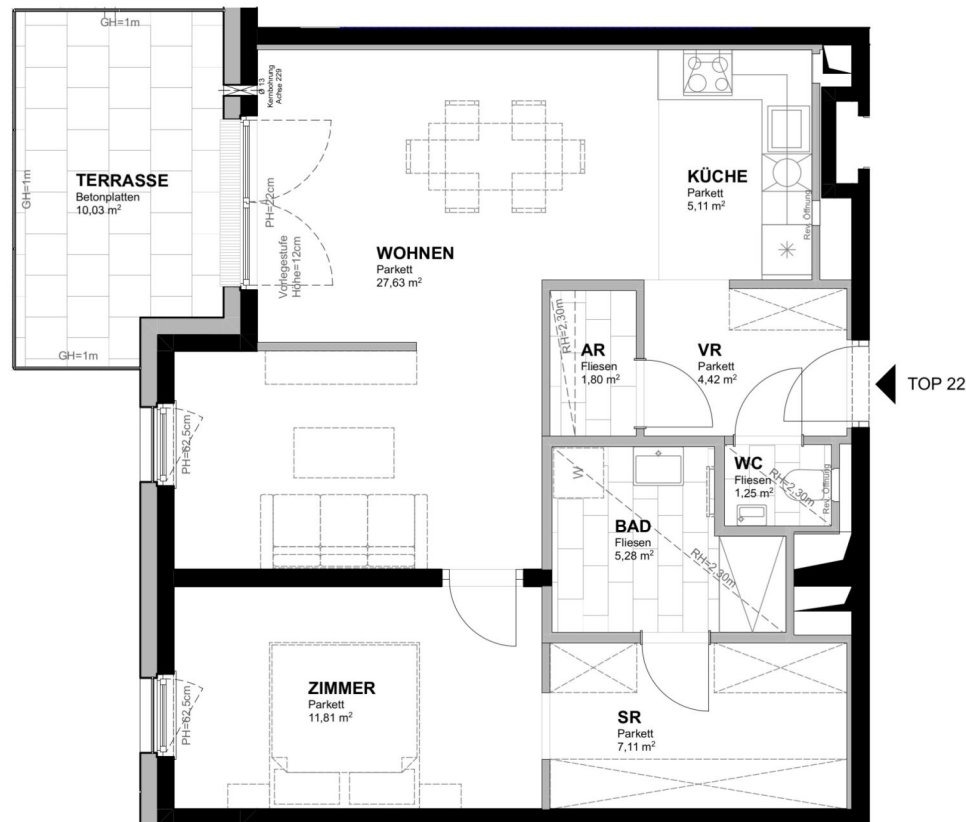 GH=1m
Ø 13
Kernbohrung
Achse 229
TERRASSE
Betonplatten
10,03 m²
GH=1m
PH=22cm
Vorlegestufe
Höhe=12cm
WOHNEN
Parkett
27,63 m²
KÜCHE
Parkett
5,11 m²
Rev. Öffnung
GH=1m
RH=2,30m
AR
Fliesen
1,80 m²
VR
Parkett
4,42 m²
TOP 22
PH=62,5cm
W
WC
Fliesen
1,25 m²
RH=2,30m
Rev. Öffnung
BAD
Fliesen
5,28 m²
RH=2,30m
ZIMMER
Parkett
11,81 m²
PH=62,5cm
SR
Parkett
7,11 m²